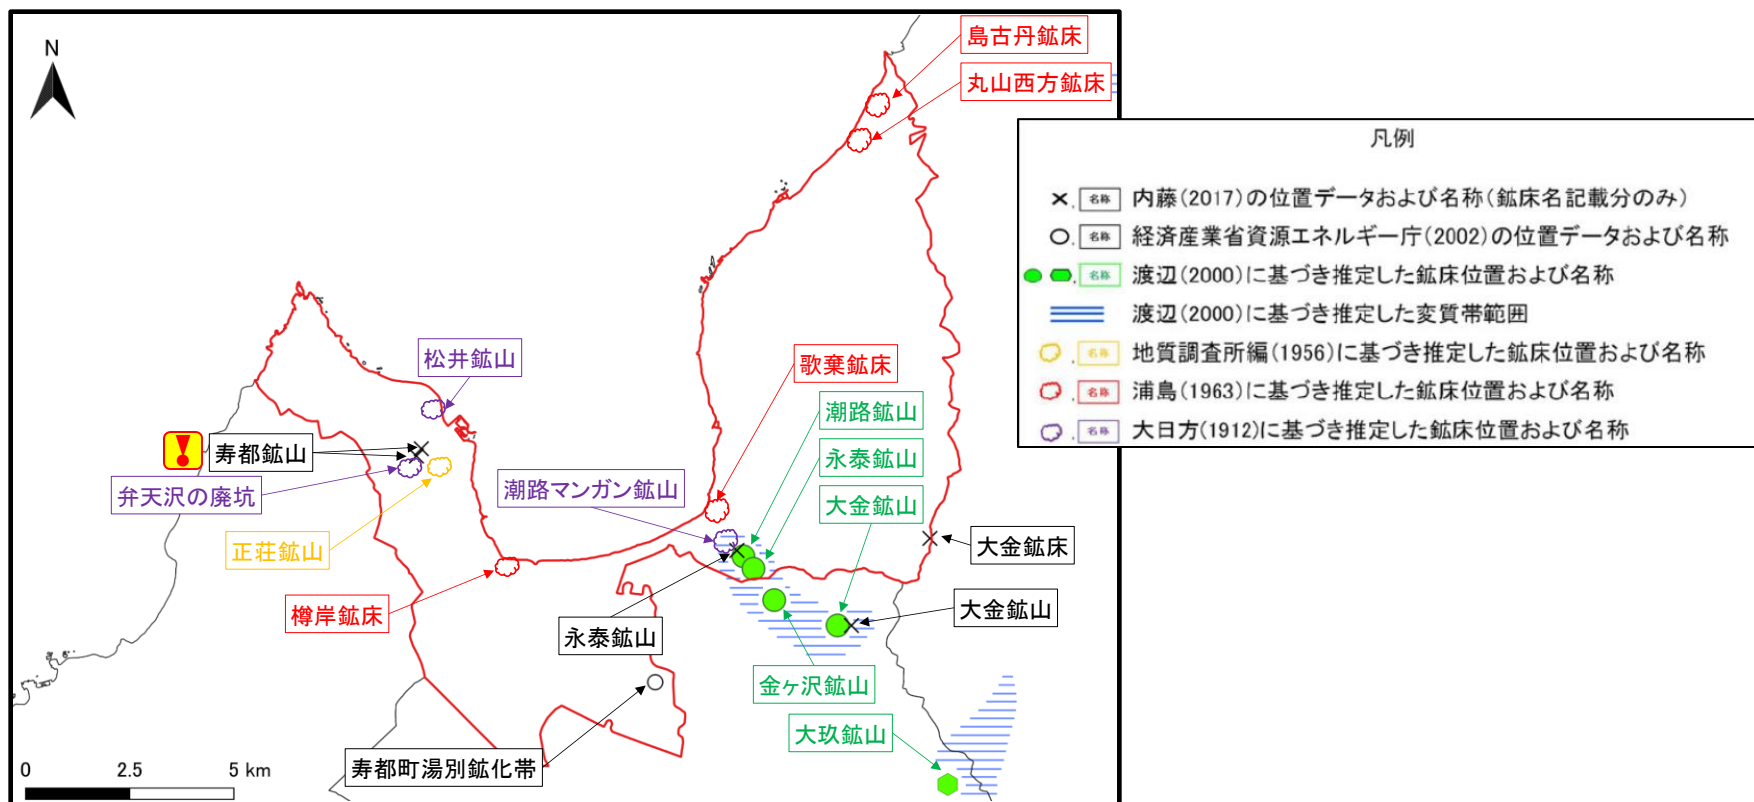 島古丹鉱床
丸山西方鉱床
N
凡例
名称 内藤(2017)の位置データおよび名称(鉱床名記載分のみ)
名称 経済産業省資源エネルギー庁(2002)の位置データおよび名称
名称 渡辺(2000)に基づき推定した鉱床位置および名称
渡辺(2000)に基づき推定した変質帯範囲
名称 地質調査所編(1956)に基づき推定した鉱床位置および名称
名称 浦島(1963)に基づき推定した鉱床位置および名称
名称 大日方(1912)に基づき推定した鉱床位置および名称
松井鉱山
歌棄鉱床
潮路鉱山
寿都鉱山
永泰鉱山
弁天沢の廃坑
潮路マンガン鉱山
大金鉱山
正荘鉱山
大金鉱床
樽岸鉱床
永泰鉱山
大金鉱山
金ヶ沢鉱山
大玖鉱山
寿都町湯別鉱化帯
0 2.5 5 km